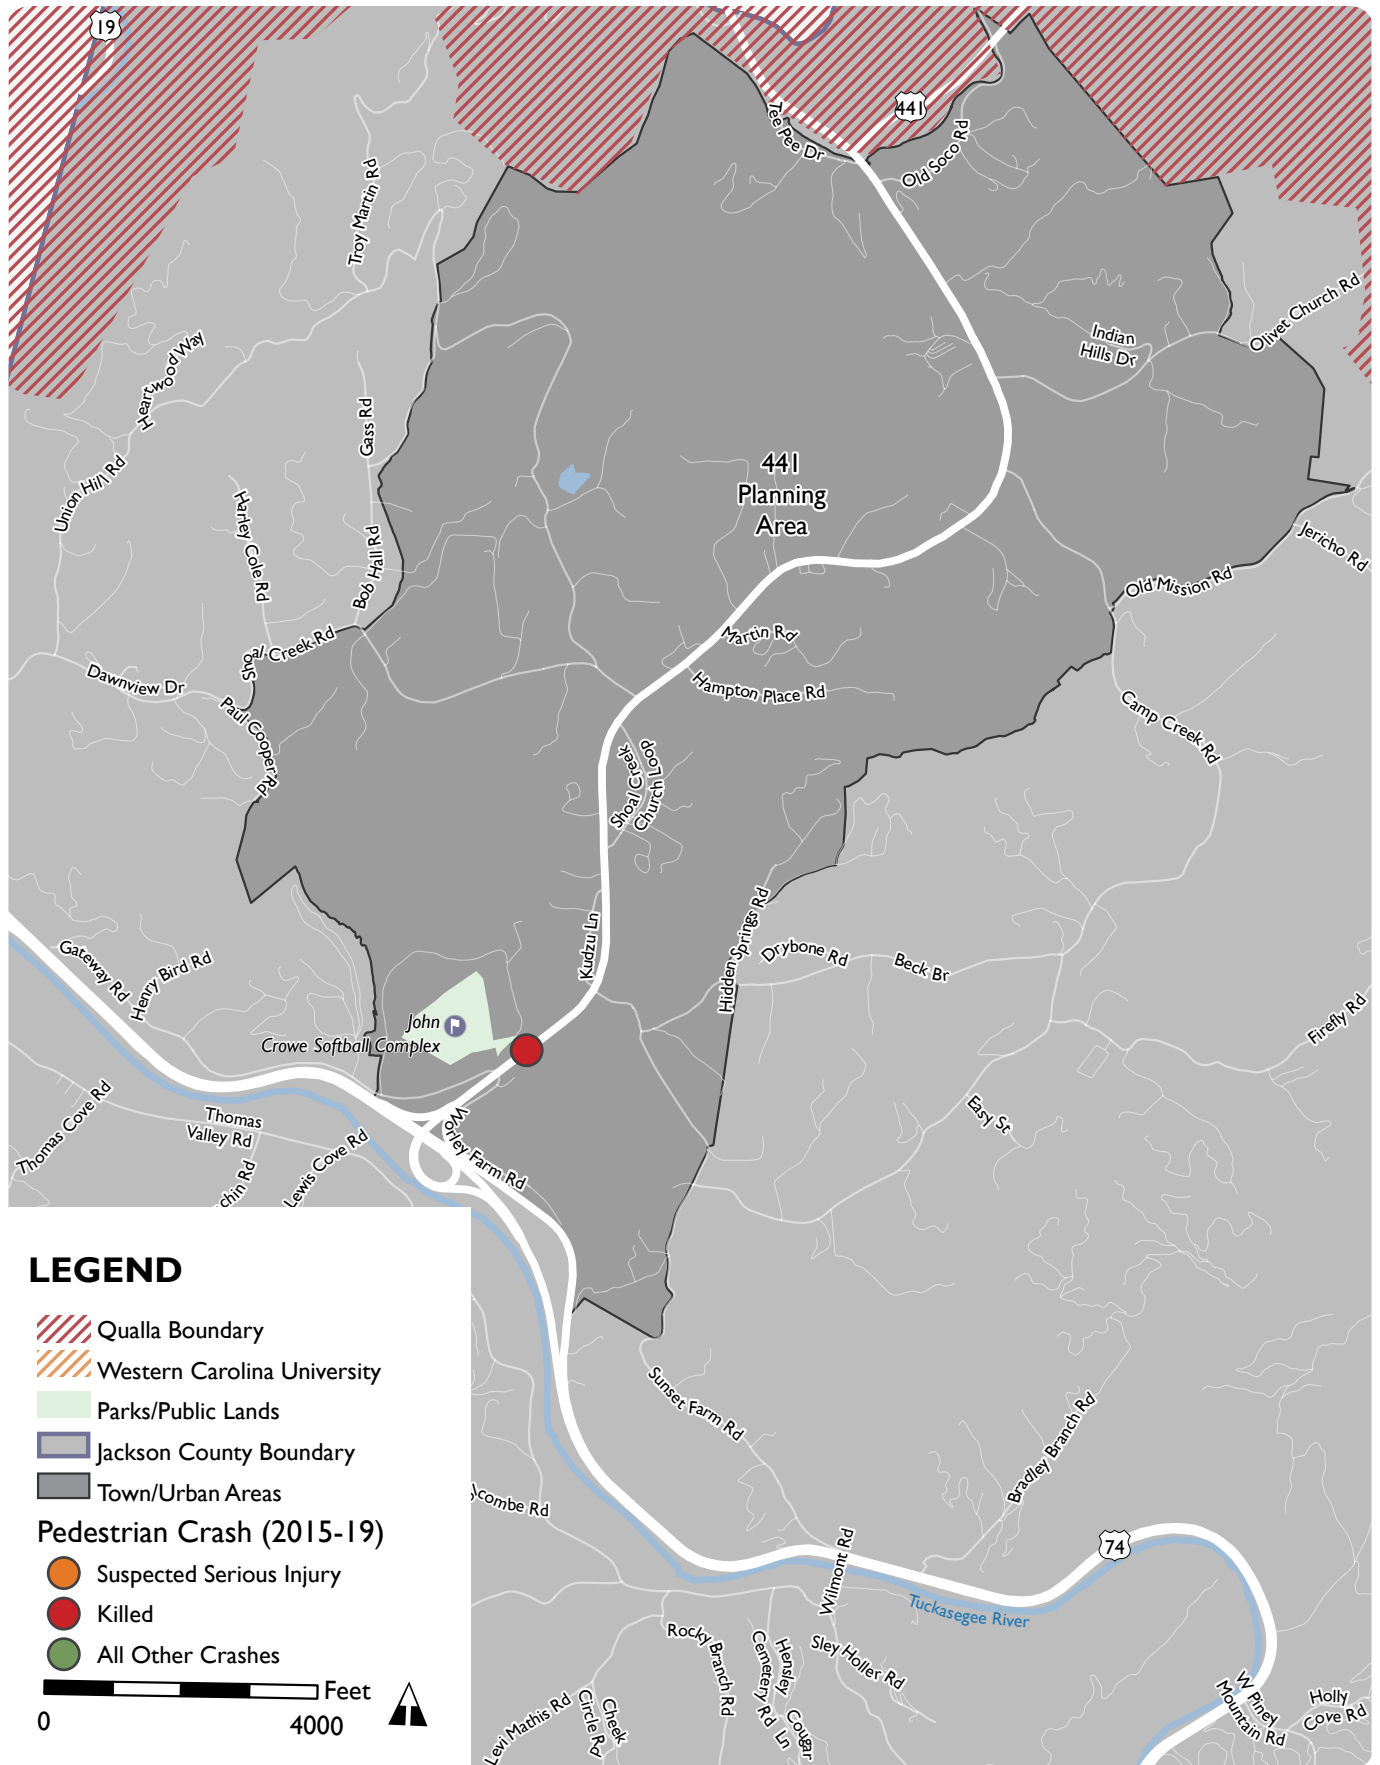 19
441
Tee Pee Dr
Old Soco Rd
Troy Martin Rd
Olivet Church Rd
Indian
Hills Dr
Heartwood Way
Gass Rd
Union Hill Rd
441
Planning
Area
Harley Cole Rd
Bob Hall Rd
Jericho Rd
Old Mission Rd
Shoal Creek Rd
Martin Rd
Dawnview Dr
Hampton Place Rd
Paul Cooper Rd
Camp Creek Rd
Shoal Creek
Church Loop
Kudzu Ln
Hidden Springs Rd
Drybone Rd
Beck Br
Gateway Rd
Henry Bird Rd
John
Crowe Softball Complex
Firefly Rd
Thomas Cove Rd
Thomas
Valley Rd
Lewis Cove Rd
chin Rd
Worley Farm Rd
Easy St
LEGEND
Qualla Boundary
Western Carolina University
Parks/Public Lands
Jackson County Boundary
Town/Urban Areas
Pedestrian Crash (2015-19)
Suspected Serious Injury
Killed
All Other Crashes
Feet
0
4000
Sunset Farm Rd
Bradley Branch Rd
combe Rd
74
Wilmont Rd
Tuckasegee River
Rocky Branch Rd
Cemetery Rd
Hensley
Cougar
Ln
Sley Holler Rd
Levi Mathis Rd
Cheek
Circle Rd
W Piney
Mountain Rd
Holly
Cove Rd